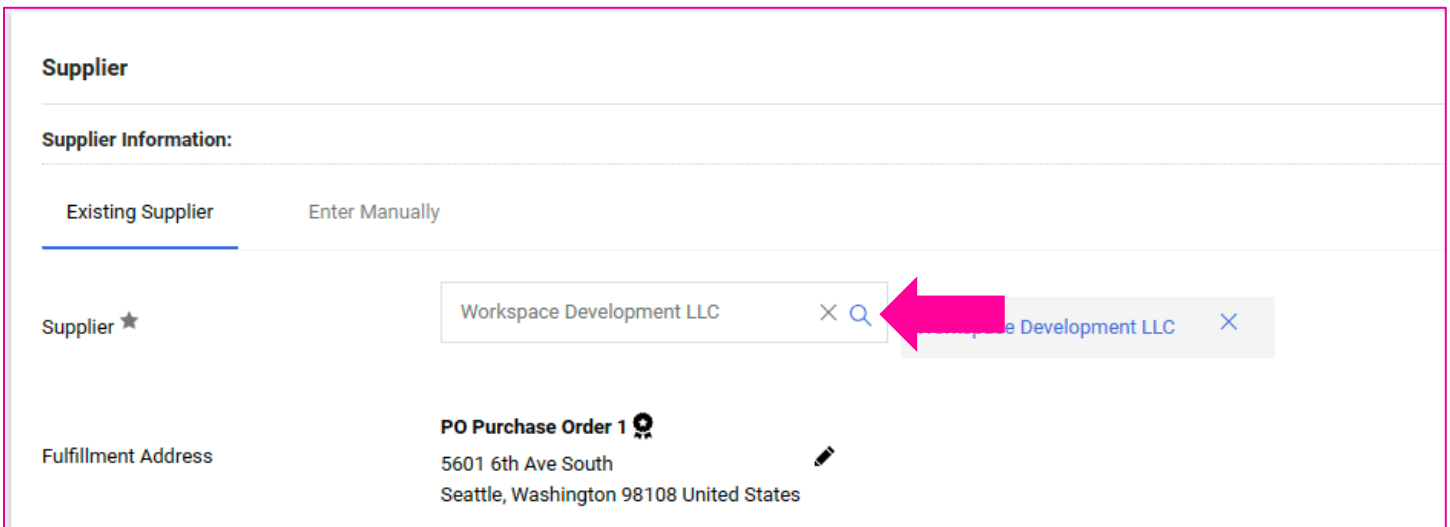 Supplier
Supplier Information:
Existing Supplier Enter Manually
Supplier
Workspace Development LLC
Development LLC
Fulfillment Address
PO Purchase Order 1
5601 6th Ave South
Seattle, Washington 98108 United States